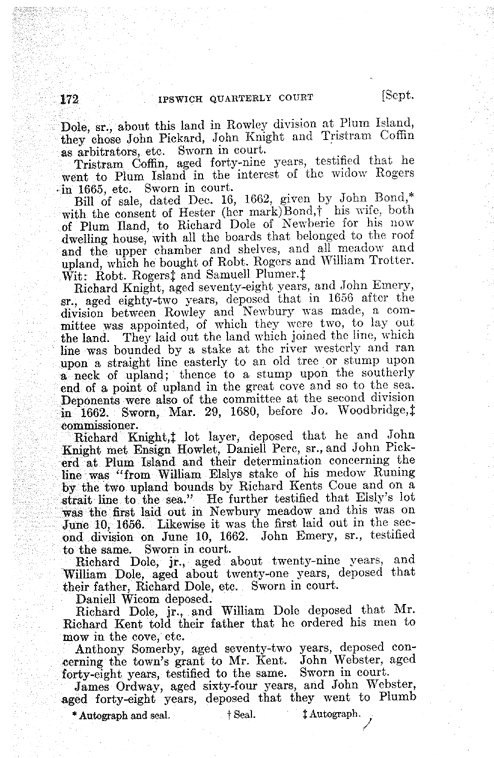 172 IPSWICH QUARTERLY COURT [Sept.
Dole, sr., about this land in Rowley division at Plum Island,
they chose John Pickard, John Knight and Tristram Coffin
as arbitrators, etc. Sworn in court.
Tristram Coffin, aged forty-nine years, testified that he
went to Plum Island in the interest of the widow Rogers
in 1665, etc. Sworn in court.
Bill of sale, dated Dec. 16, 1662, given by John Bond,*
with the consent of Hester (her mark) Bond,† his wife, both
of Plum Iland, to Richard Dole of Newberie for his now
dwelling house, with all the boards that belonged to the roof
and the upper chamber and shelves, and all meadow and
upland, which he bought of Robt. Rogers and William Trotter.
Wit: Robt. Rogers‡ and Samuell Plumer.‡
Richard Knight, aged seventy-eight years, and John Emery,
sr., aged eighty-two years, deposed that in 1656 after the
division between Rowley and Newbury was made, a com-
mittee was appointed, of which they were two, to lay out
the land. They laid out the land which joined the line, which
line was bounded by a stake at the river westerly and ran
upon a straight line easterly to an old tree or stump upon
a neck of upland; thence to a stump upon the southerly
end of a point of upland in the great cove and so to the sea.
Deponents were also of the committee at the second division
in 1662. Sworn, Mar. 29, 1680, before Jo. Woodbridge,‡
commissioner.
Richard Knight,‡ lot layer, deposed that he and John
Knight met Ensign Howlet, Daniell Perc, sr., and John Pick-
erd at Plum Island and their determination concerning the
line was "from William Elslys stake of his medow Runing
by the two upland bounds by Richard Kents Coue and on a
strait line to the sea." He further testified that Elsly's lot
was the first laid out in Newbury meadow and this was on
June 10, 1656. Likewise it was the first laid out in the sec-
ond division on June 10, 1662. John Emery, sr., testified
to the same. Sworn in court.
Richard Dole, jr., aged about twenty-nine years, and
William Dole, aged about twenty-one years, deposed that
their father, Richard Dole, etc. Sworn in court.
Daniell Wicom deposed.
Richard Dole, jr., and William Dole deposed that Mr.
Richard Kent told their father that he ordered his men to
mow in the cove, etc.
Anthony Somerby, aged seventy-two years, deposed con-
cerning the town's grant to Mr. Kent. John Webster, aged
forty-eight years, testified to the same. Sworn in court.
James Ordway, aged sixty-four years, and John Webster,
aged forty-eight years, deposed that they went to Plumb
* Autograph and seal. † Seal. ‡ Autograph.